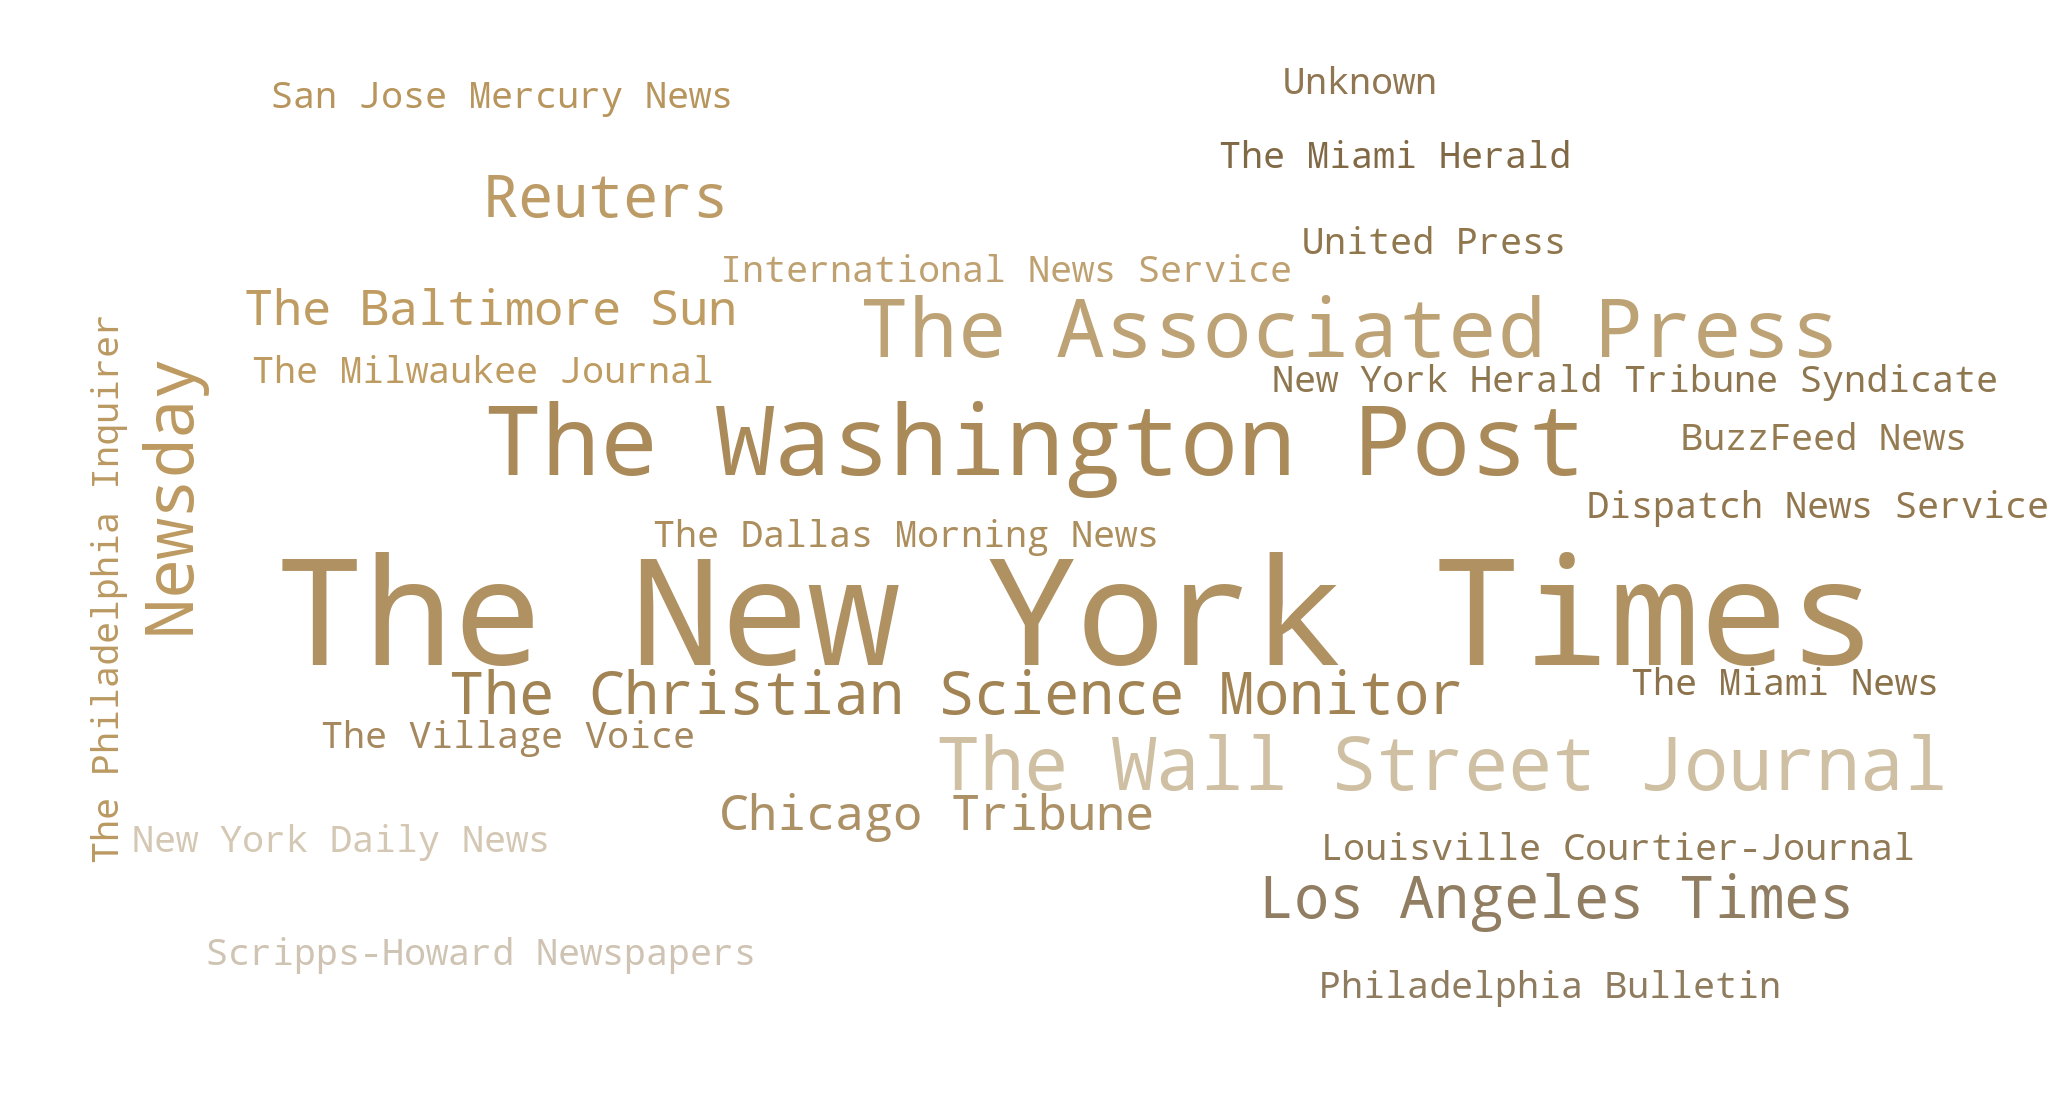 Unknown
San Jose Mercury News
The Miami Herald
Reuters
United Press
International News Service
The Baltimore Sun
The Associated Press
The Milwaukee Journal
New York Herald Tribune Syndicate
The Washington Post
BuzzFeed News
Newsday
Dispatch News Service
The Dallas Morning News
The Philadelphia Inquirer
The New York Times
The Miami News
The Christian Science Monitor
The Village Voice
The Wall Street Journal
Chicago Tribune
New York Daily News
Louisville Courtier-Journal
Los Angeles Times
Scripps-Howard Newspapers
Philadelphia Bulletin